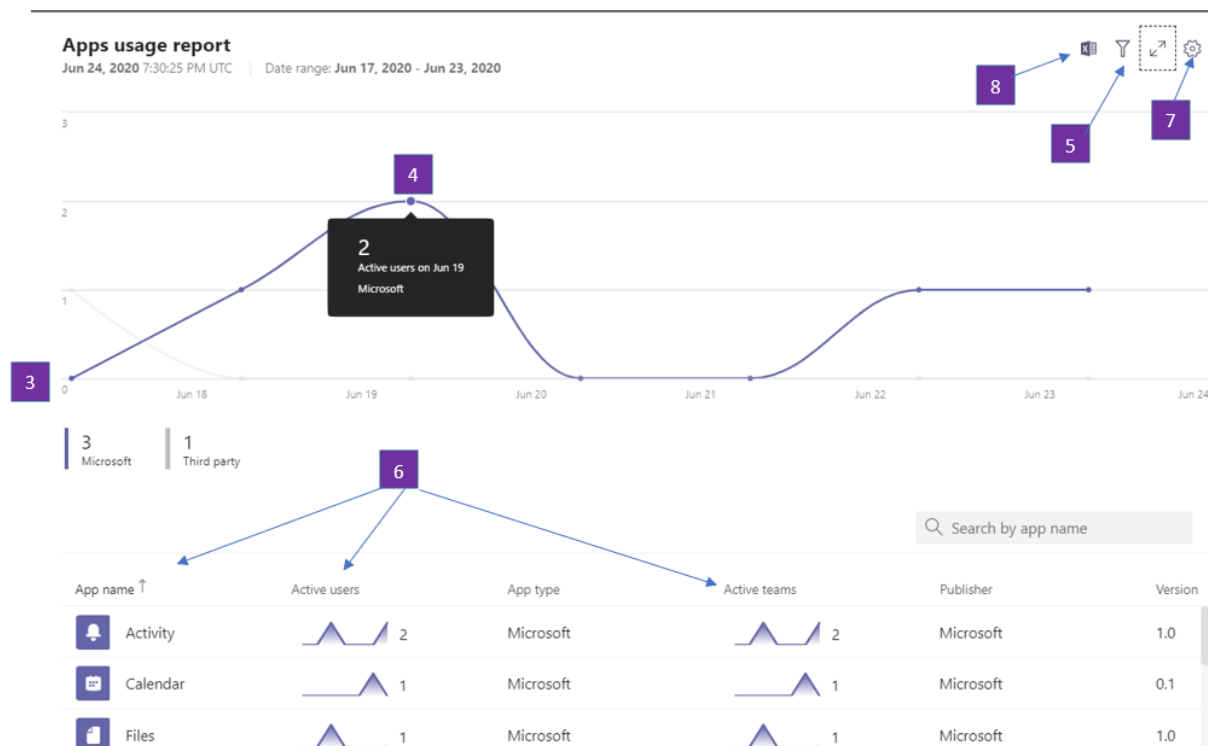 Apps usage report
Jun 24, 2020 7:30:25 PM UTC Date range: Jun 17, 2020 - Jun 23, 2020
8
5
7
3
4
2
2
Active users on Jun 19
Microsoft
1
3
0
Jun 18 Jun 19 Jun 20 Jun 21 Jun 22 Jun 23 Jun 24
3 1
Microsoft Third party
6
Search by app name
App name ↑ Active users App type Active teams Publisher Version
Activity 2 Microsoft 2 Microsoft 1.0
Calendar 1 Microsoft 1 Microsoft 0.1
Files 1 Microsoft 1 Microsoft 1.0